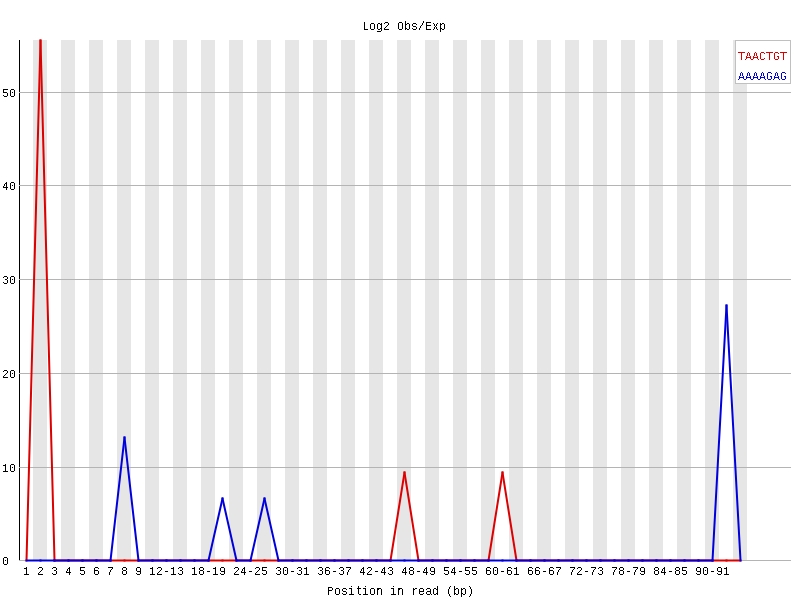 Log2 Obs/Exp
TAACTGT
AAAAGAG
50
40
30
20
10
0
1 2 3 4 5 6 7 8 9 12-13 18-19 24-25 30-31 36-37 42-43 48-49 54-55 60-61 66-67 72-73 78-79 84-85 90-91
Position in read (bp)